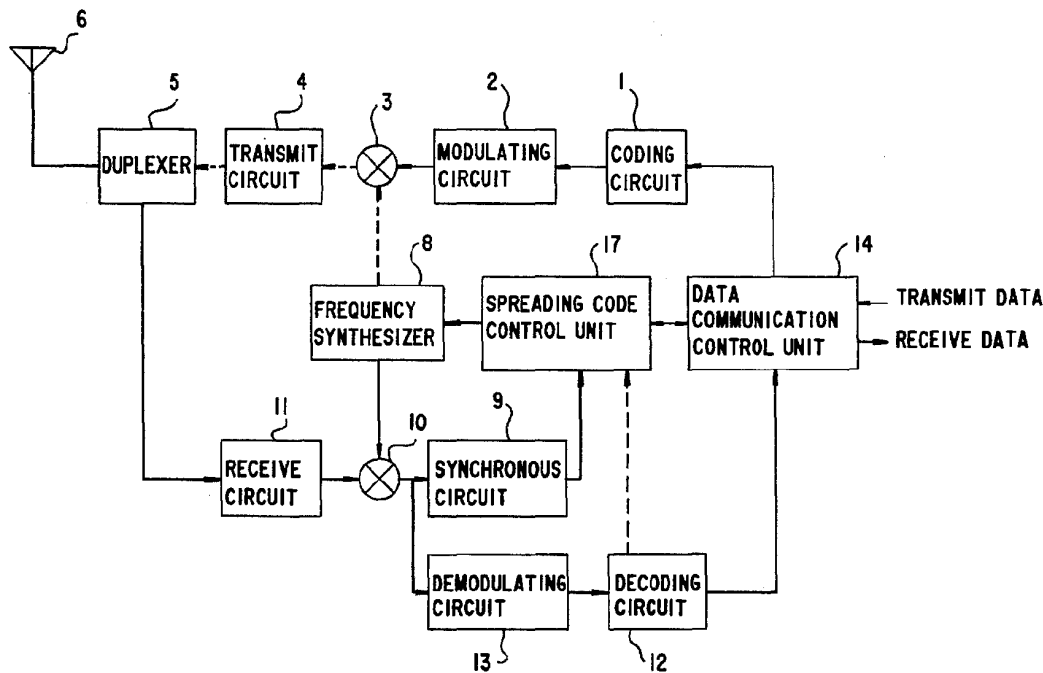 6
5
4
3
2
1
DUPLEXER
TRANSMIT
CIRCUIT
MODULATING
CIRCUIT
CODING
CIRCUIT
8
17
14
FREQUENCY
SYNTHESIZER
SPREADING CODE
CONTROL UNIT
DATA
COMMUNICATION
CONTROL UNIT
TRANSMIT DATA
RECEIVE DATA
11
10
9
RECEIVE
CIRCUIT
SYNCHRONOUS
CIRCUIT
DEMODULATING
CIRCUIT
DECODING
CIRCUIT
13
12